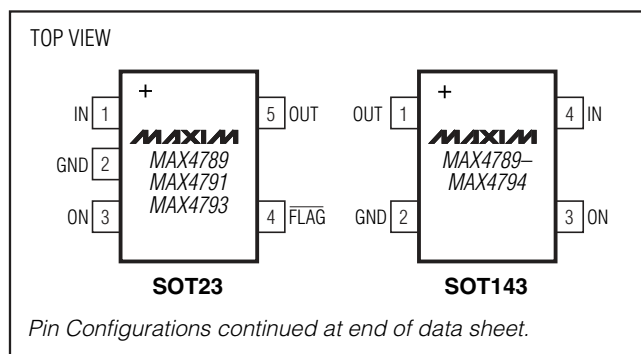 TOP VIEW
+
IN 1
5 OUT
GND 2
ON 3
4 FLAG
MAXIM
MAX4789
MAX4791
MAX4793
SOT23
+
OUT 1
4 IN
GND 2
3 ON
MAXIM
MAX4789–
MAX4794
SOT143
Pin Configurations continued at end of data sheet.